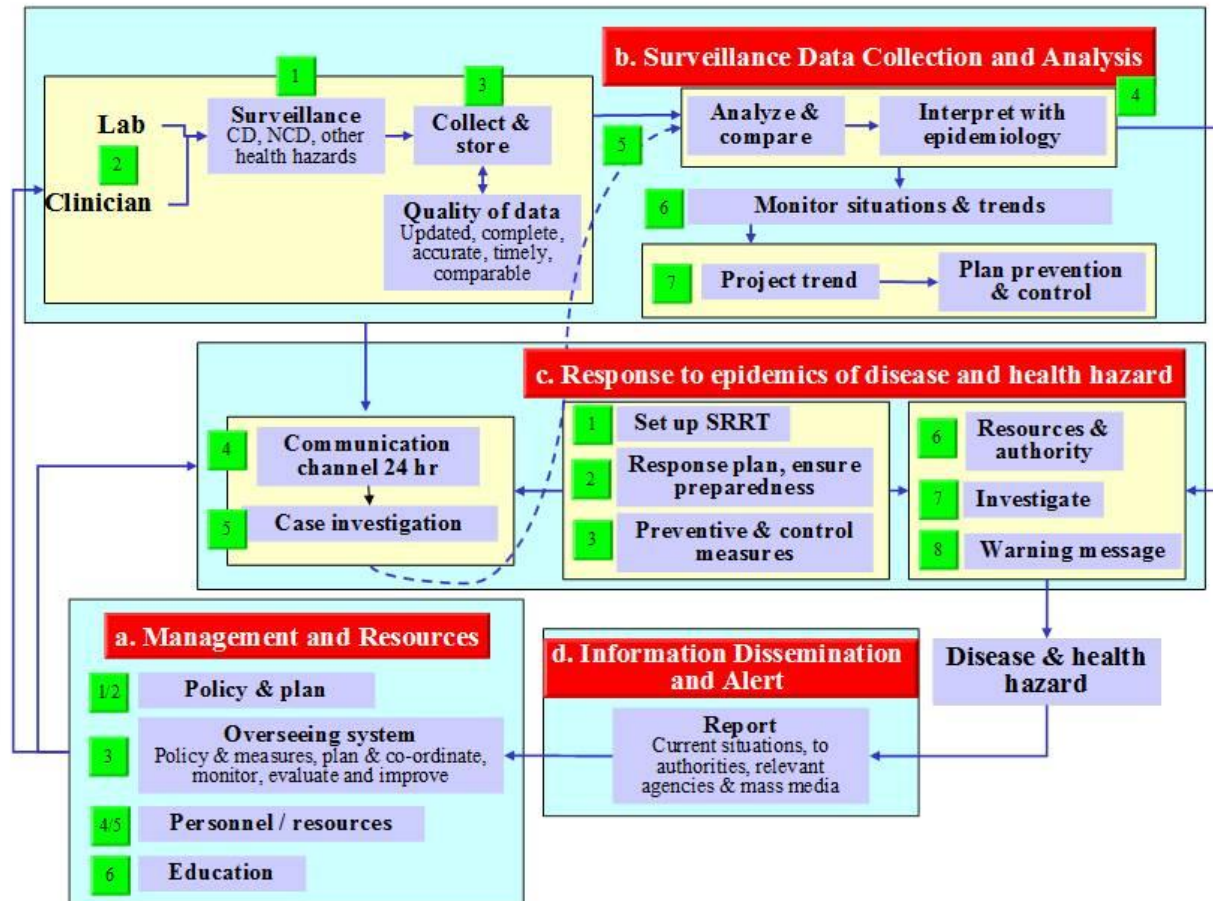 b. Surveillance Data Collection and Analysis
1
3
4
Lab
2
Clinician
Surveillance
CD, NCD, other
health hazards
Collect &
store
Quality of data
Updated, complete,
accurate, timely,
comparable
5
Analyze &
compare
Interpret with
epidemiology
6
Monitor situations & trends
7
Project trend
Plan prevention
& control
c. Response to epidemics of disease and health hazard
4
Communication
channel 24 hr
5
Case investigation
1
Set up SRRT
2
Response plan, ensure
preparedness
3
Preventive & control
measures
6
Resources &
authority
7
Investigate
8
Warning message
a. Management and Resources
1/2
Policy & plan
3
Overseeing system
Policy & measures, plan & co-ordinate,
monitor, evaluate and improve
4/5
Personnel / resources
6
Education
d. Information Dissemination
and Alert
Report
Current situations, to
authorities, relevant
agencies & mass media
Disease & health
hazard